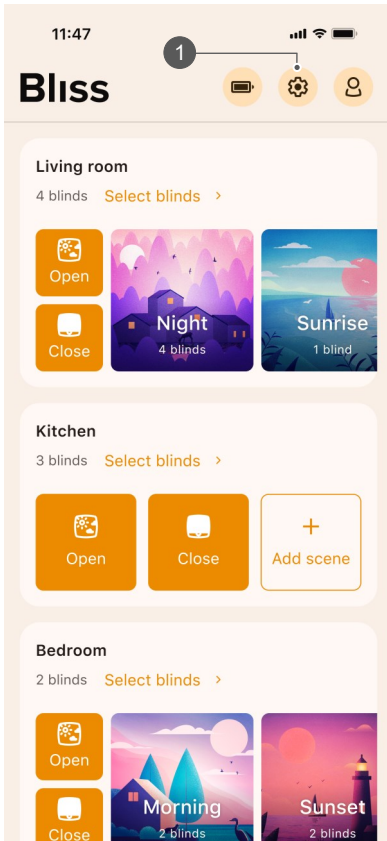 11:47
1
Bliss
Living room
4 blinds Select blinds >
Open
Close
Night
4 blinds
Sunrise
1 blind
Kitchen
3 blinds Select blinds >
Open
Close
+
Add scene
Bedroom
2 blinds Select blinds >
Open
Close
Morning
2 blinds
Sunset
2 blinds